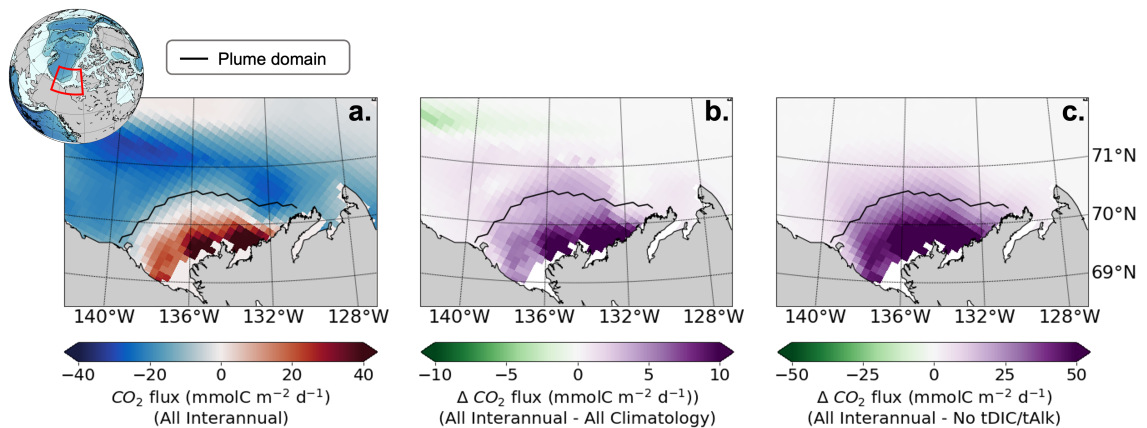 Plume domain
a.
b.
c.
71°N
70°N
69°N
140°W 136°W 132°W 128°W
140°W 136°W 132°W 128°W
140°W 136°W 132°W 128°W
−40 −20 0 20 40
−10 −5 0 5 10
−50 −25 0 25 50
CO₂ flux (mmolC m⁻² d⁻¹)
(All Interannual)
Δ CO₂ flux (mmolC m⁻² d⁻¹))
(All Interannual - All Climatology)
Δ CO₂ flux (mmolC m⁻² d⁻¹)
(All Interannual - No tDIC/tAlk)